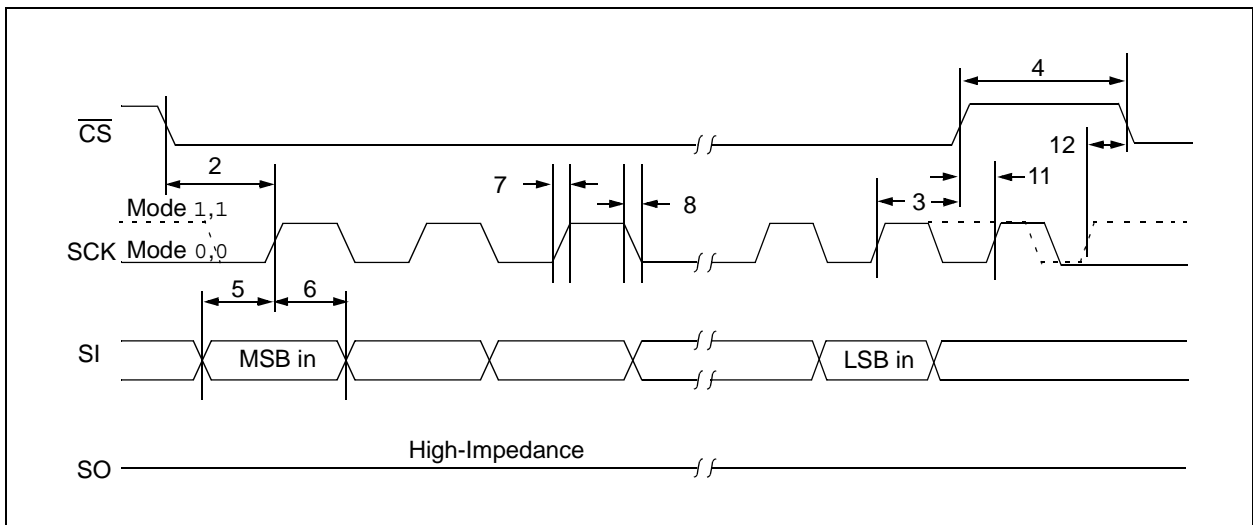 4
CS
12
2
7
8
3
11
Mode 1,1
SCK Mode 0,0
5 6
SI MSB in LSB in
High-Impedance
SO